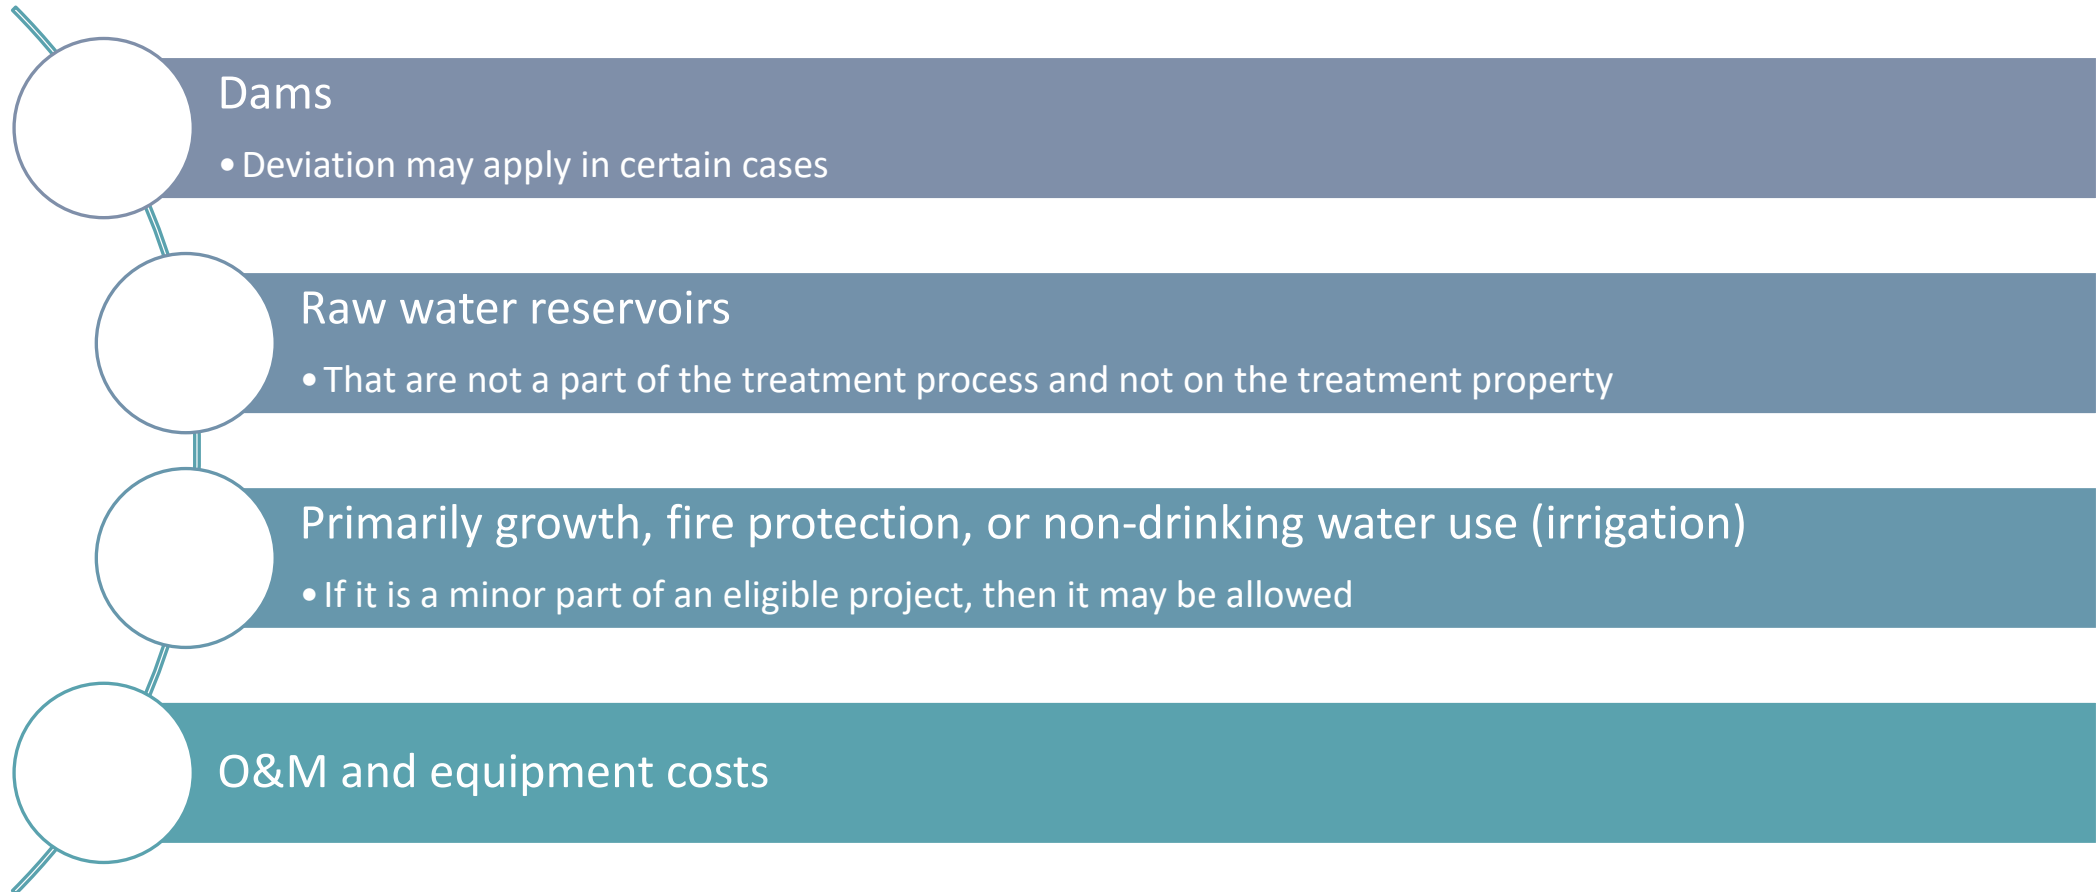 Dams
• Deviation may apply in certain cases
Raw water reservoirs
• That are not a part of the treatment process and not on the treatment property
Primarily growth, fire protection, or non-drinking water use (irrigation)
• If it is a minor part of an eligible project, then it may be allowed
O&M and equipment costs